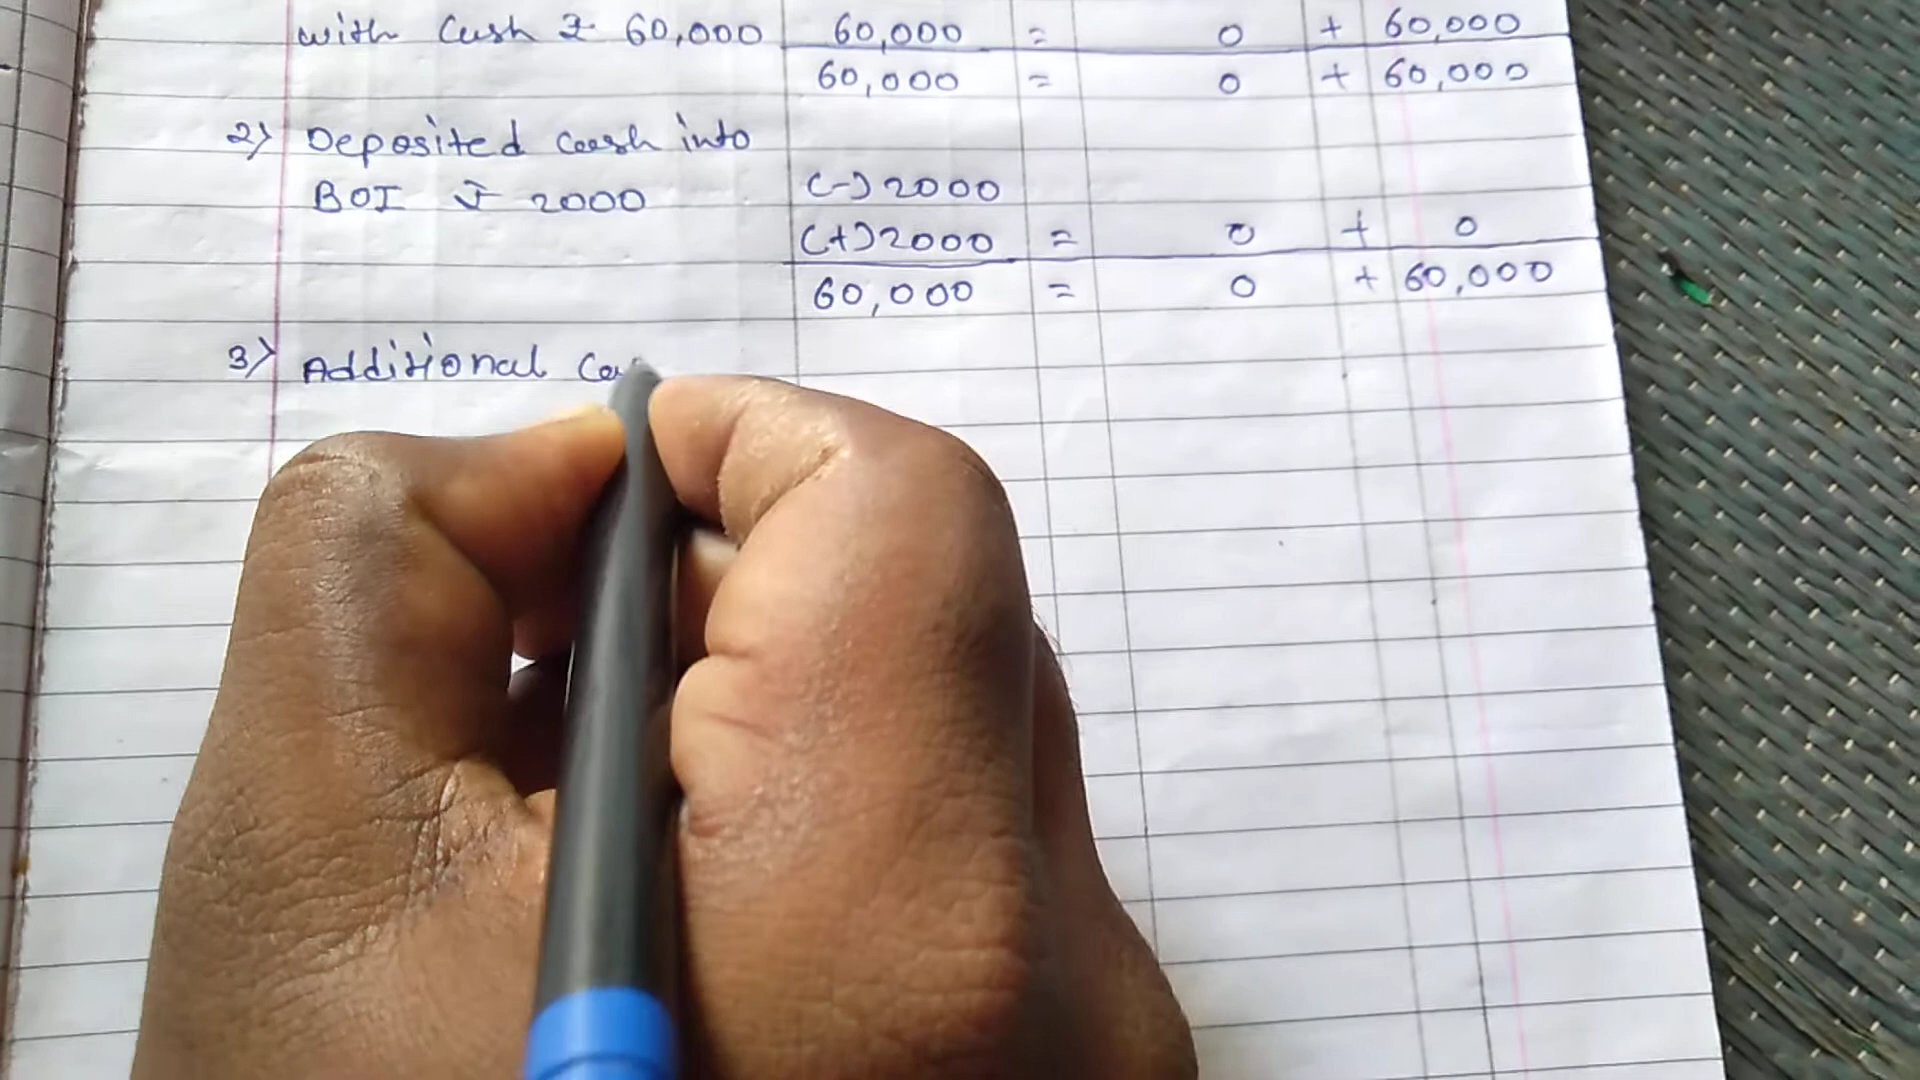 with Cash ₹ 60,000 60,000 = 0 + 60,000
60,000 = 0 + 60,000
2) Deposited Cash into
BOI ₹ 2000 (-) 2000
(+) 2000 = 0 + 0
60,000 = 0 + 60,000
3) Additional